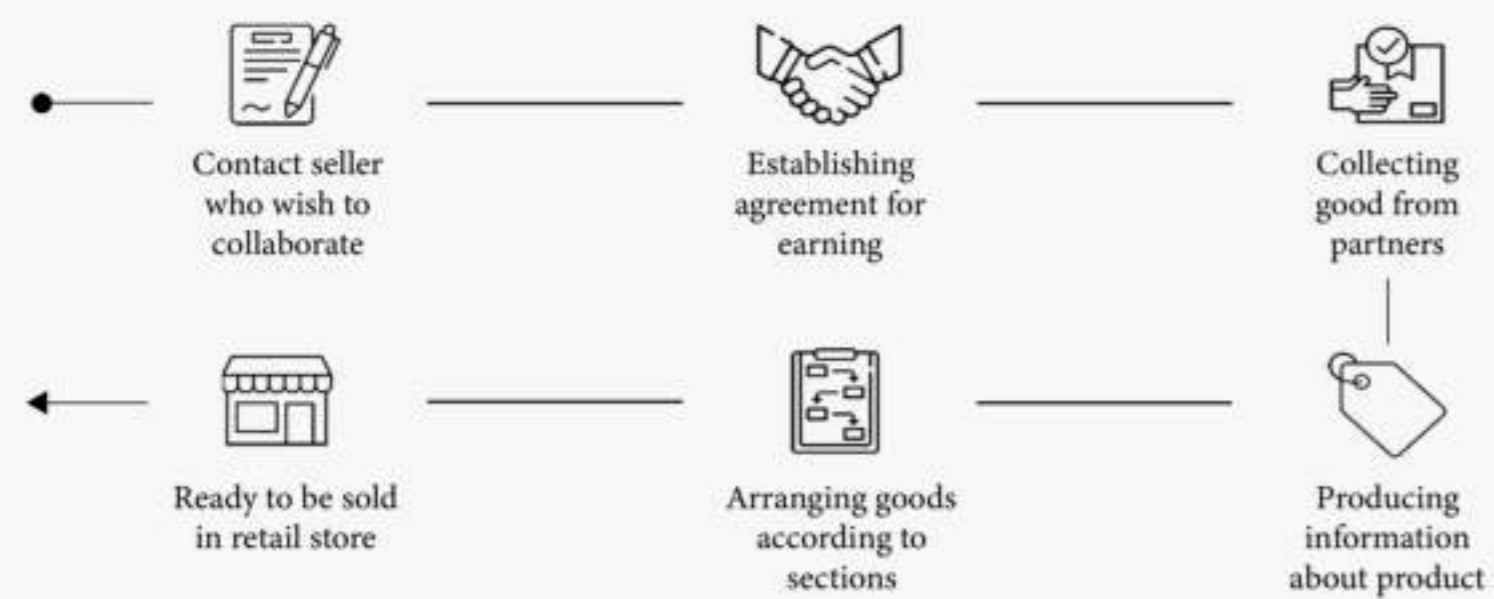 Contact seller
who wish to
collaborate
Establishing
agreement for
earning
Collecting
good from
partners
Producing
information
about product
Arranging goods
according to
sections
Ready to be sold
in retail store